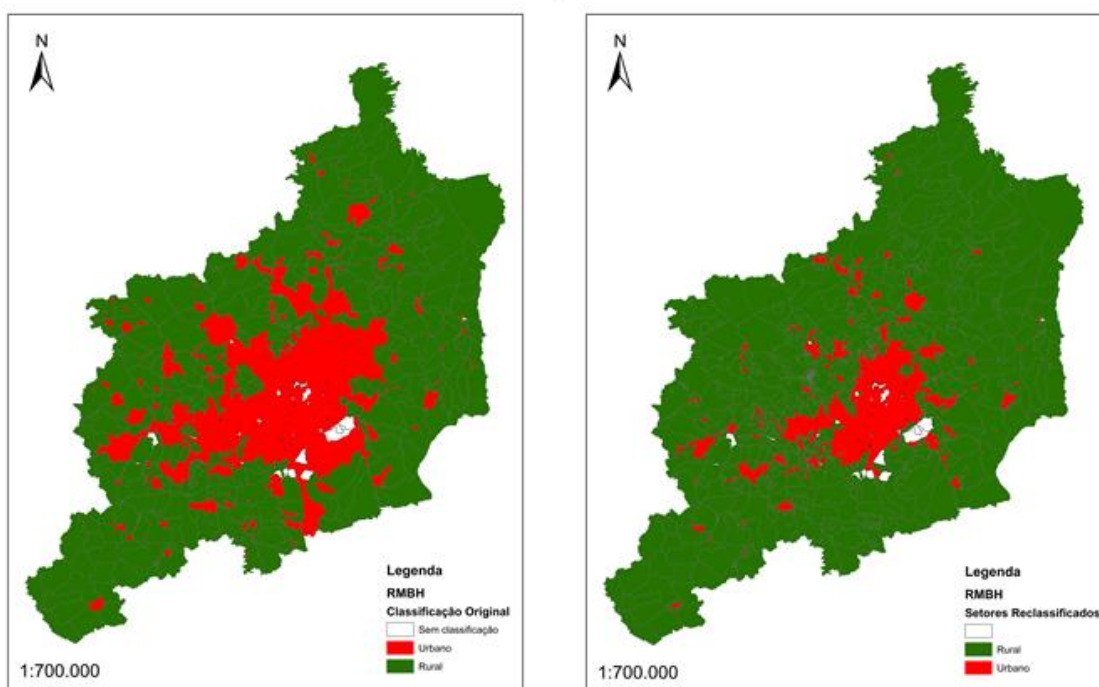 N
Legenda
RMBH
Classificação Original
Sem classificação
Urbano
Rural
1:700.000
N
Legenda
RMBH
Setores Reclassificados
Rural
Urbano
1:700.000